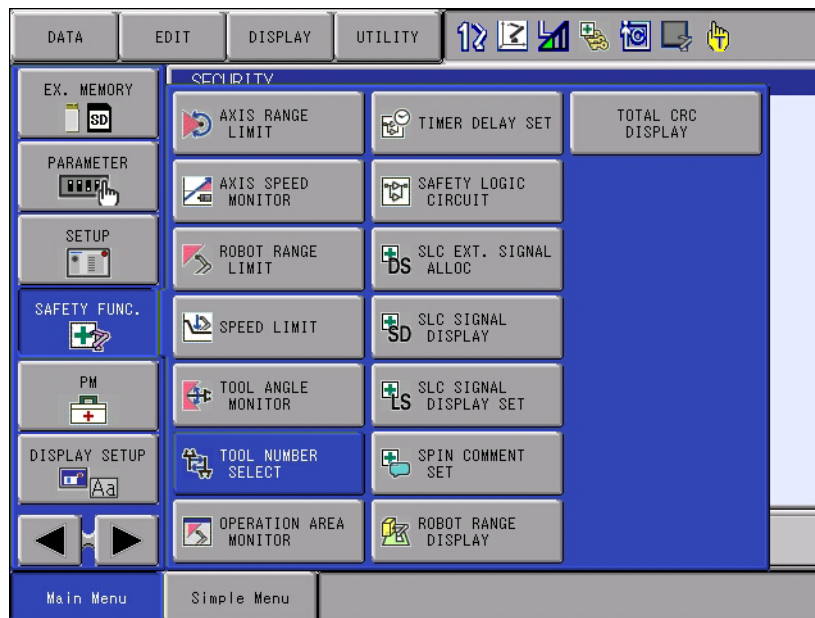 DATA
EDIT
DISPLAY
UTILITY
SECURITY
EX. MEMORY
SD
PARAMETER
SETUP
SAFETY FUNC.
PM
DISPLAY SETUP
Aa
AXIS RANGE
LIMIT
AXIS SPEED
MONITOR
ROBOT RANGE
LIMIT
SPEED LIMIT
TOOL ANGLE
MONITOR
TOOL NUMBER
SELECT
OPERATION AREA
MONITOR
TIMER DELAY SET
SAFETY LOGIC
CIRCUIT
DS
SLC EXT. SIGNAL
ALLOC
SD
SLC SIGNAL
DISPLAY
LS
SLC SIGNAL
DISPLAY SET
SPIN COMMENT
SET
ROBOT RANGE
DISPLAY
TOTAL CRC
DISPLAY
Main Menu
Simple Menu